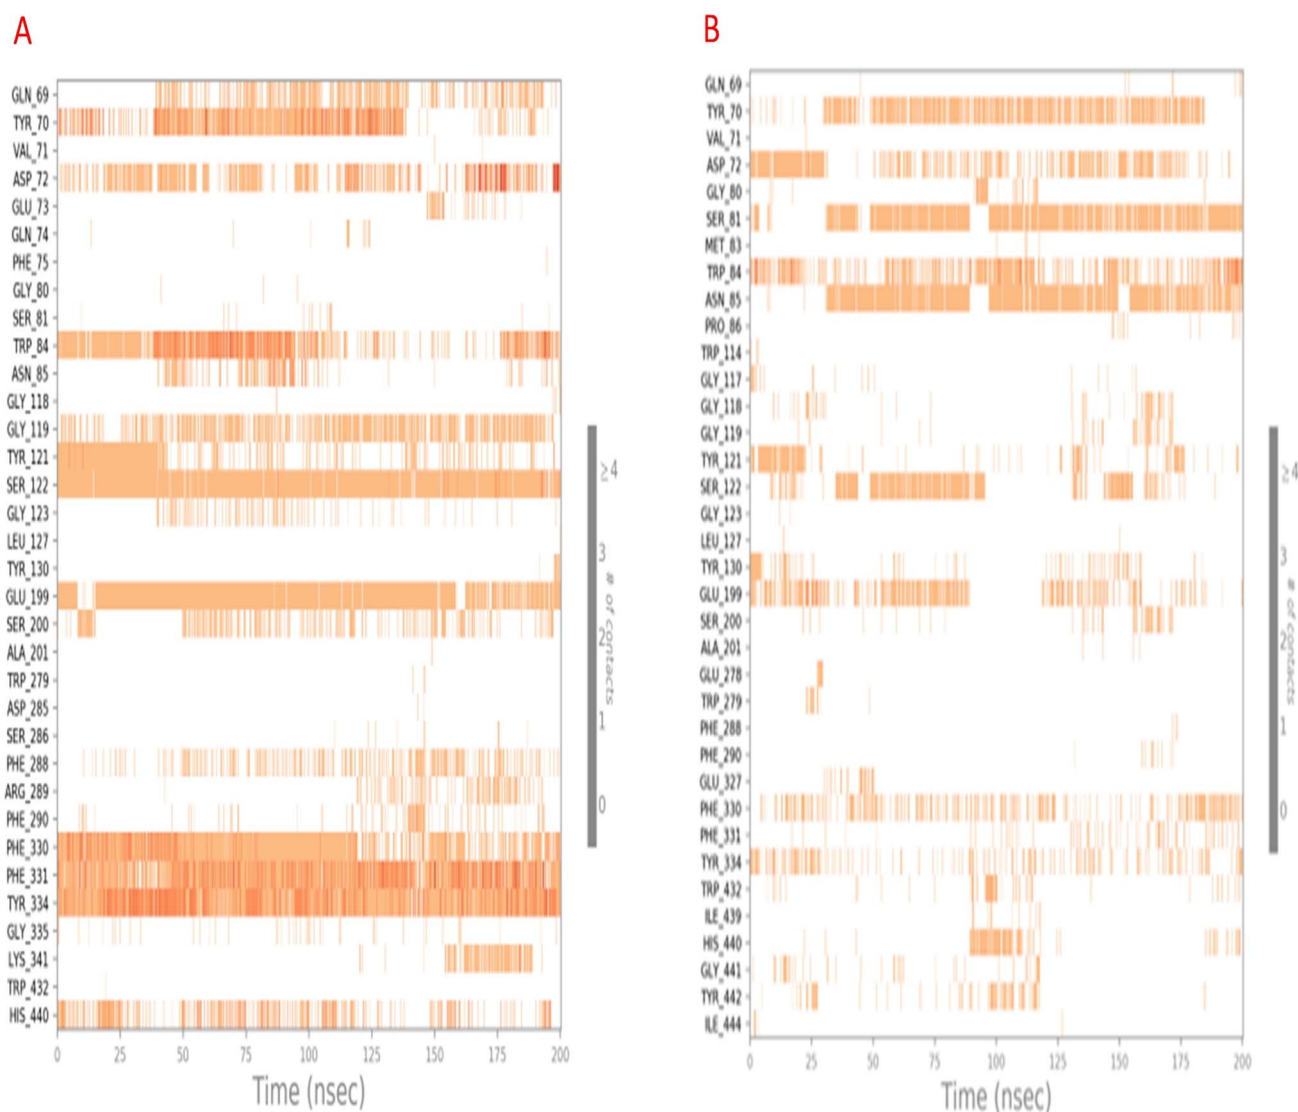 A
GLN_69
TYR_70
VAL_71
ASP_72
GLU_73
GLN_74
PHE_75
GLY_80
SER_81
TRP_84
ASN_85
GLY_118
GLY_119
TYR_121
SER_122
GLY_123
LEU_127
TYR_130
GLU_199
SER_200
ALA_201
TRP_279
ASP_285
SER_286
PHE_288
ARG_289
PHE_290
PHE_330
PHE_331
TYR_334
GLY_335
LYS_341
TRP_432
HIS_440
0 25 50 75 100 125 150 175 200
Time (nsec)
≥4
3
2
1
0
# of contacts
B
GLN_69
TYR_70
VAL_71
ASP_72
GLY_80
SER_81
MET_83
TRP_84
ASN_85
PRO_86
TRP_114
GLY_117
GLY_118
GLY_119
TYR_121
SER_122
GLY_123
LEU_127
TYR_130
GLU_199
SER_200
ALA_201
GLU_278
TRP_279
PHE_288
PHE_290
GLU_327
PHE_330
PHE_331
TYR_334
TRP_432
ILE_439
HIS_440
GLY_441
TYR_442
ILE_444
0 25 50 75 100 125 150 175 200
Time (nsec)
≥4
3
2
1
0
# of contacts